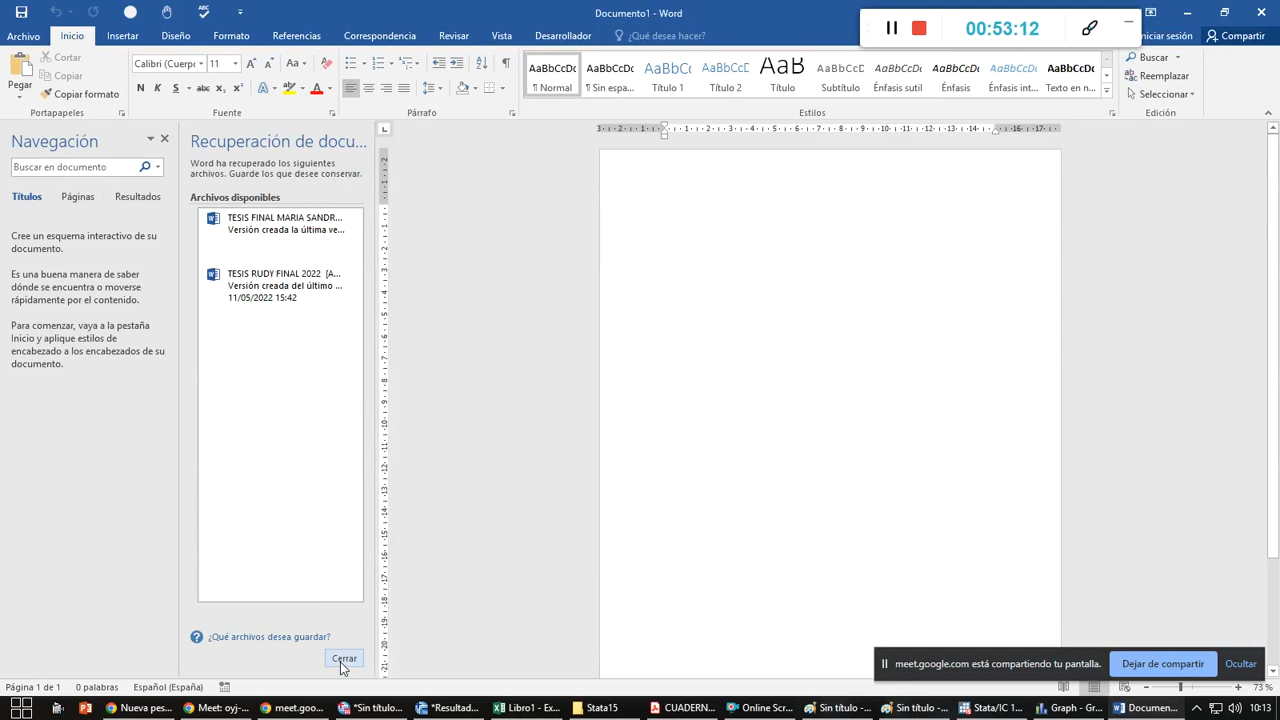 Documento1 - Word
00:53:12
Archivo Inicio Insertar Diseño Formato Referencias Correspondencia Revisar Vista Desarrollador ¿Qué desea hacer? Iniciar sesión Compartir
Pegar
Cortar
Copiar
Copiar formato
Portapapeles
Calibri (Cuerpo 11
N K S abc x₂ x²
Fuente
Párrafo
AaBbCcDc AaBbCcDc AaBbCc AaBbCcD AaB AaBbCcD AaBbCcDc AaBbCcDc AaBbCcDc AaBbCcDc
¶ Normal ¶ Sin espa... Título 1 Título 2 Título Subtítulo Énfasis sutil Énfasis Énfasis int... Texto en n...
Estilos
Buscar
Reemplazar
Seleccionar
Edición
Navegación
Buscar en documento
Títulos Páginas Resultados
Cree un esquema interactivo de su
documento.
Es una buena manera de saber
dónde se encuentra o moverse
rápidamente por el contenido.
Para comenzar, vaya a la pestaña
Inicio y aplique estilos de
encabezado a los encabezados de su
documento.
Recuperación de docu...
Word ha recuperado los siguientes
archivos. Guarde los que desee conservar.
Archivos disponibles
TESIS FINAL MARIA SANDR...
Versión creada la última ve...
TESIS RUDY FINAL 2022 [A...
Versión creada del último ...
11/05/2022 15:42
¿Qué archivos desea guardar?
Cerrar
meet.google.com está compartiendo tu pantalla. Dejar de compartir Ocultar
Página 1 de 1 0 palabras Español (España) 73 %
Nueva pes... Meet: oyj-... meet.goo... *Sin título... *Resultad... Libro1 - Ex... Stata15 CUADERN... Online Scr... Sin título -... Sin título -... Stata/IC 1... Graph - Gr... Documen... 10:13